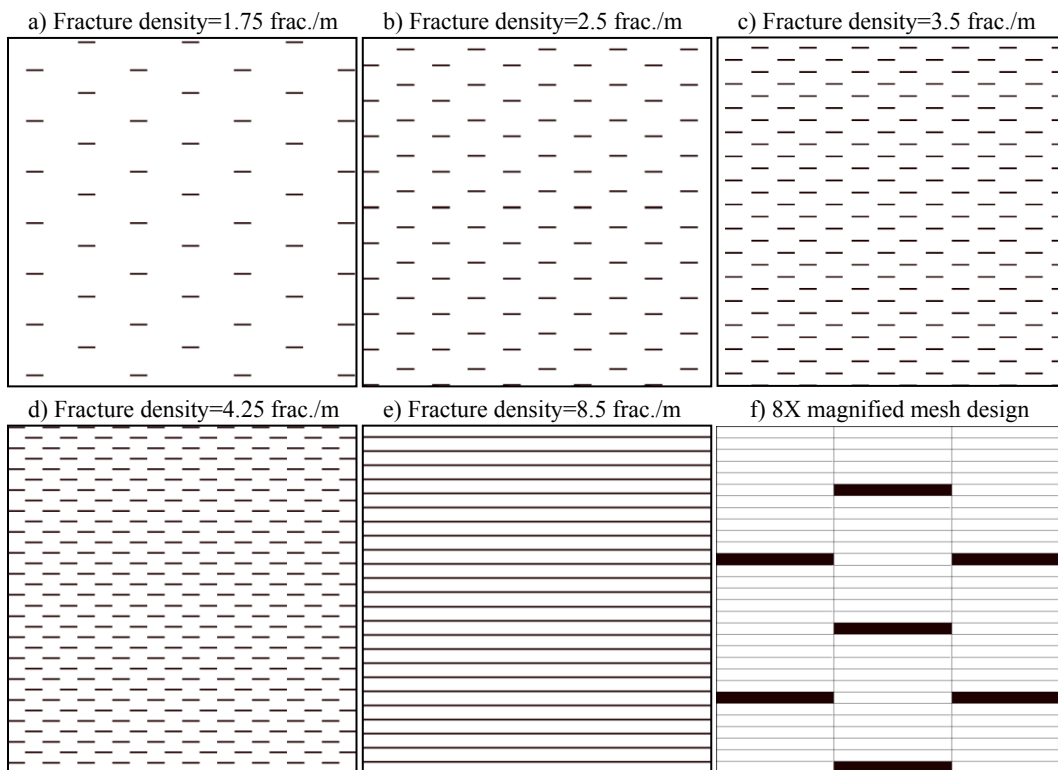 a) Fracture density=1.75 frac./m
b) Fracture density=2.5 frac./m
c) Fracture density=3.5 frac./m
d) Fracture density=4.25 frac./m
e) Fracture density=8.5 frac./m
f) 8X magnified mesh design